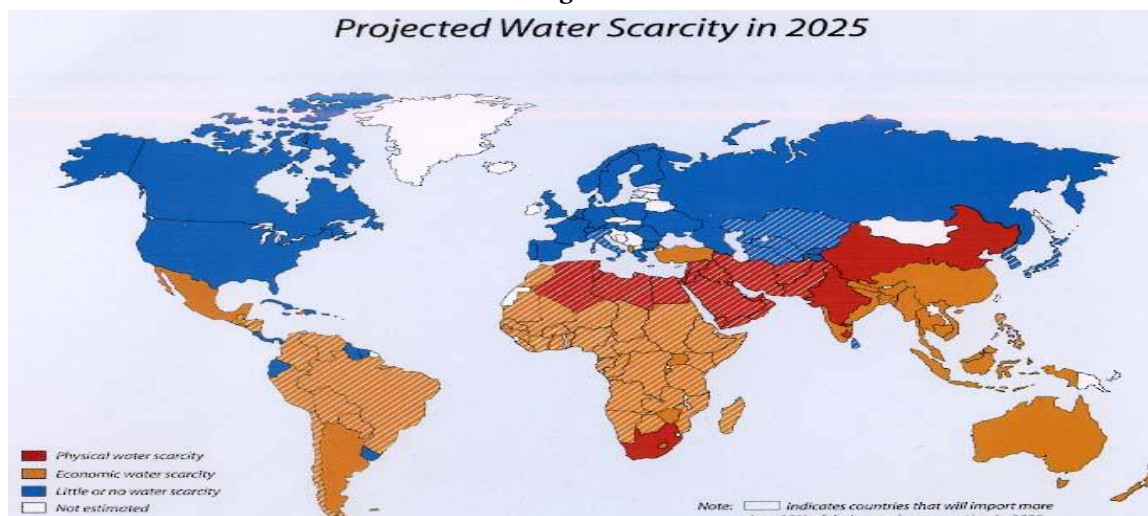 Projected Water Scarcity in 2025
Physical water scarcity
Economic water scarcity
Little or no water scarcity
Not estimated
Note: indicates countries that will import more